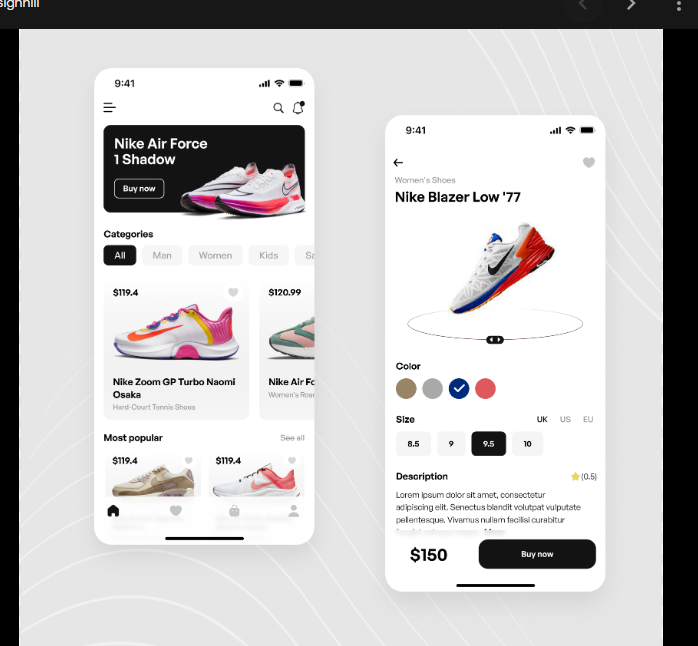 signhill
9:41
Nike Air Force
1 Shadow
Buy now
Categories
All Man Women Kids
$119.4 $120.99
Nike Zoom GP Turbo Naomi
Osaka
Hard-Court Tennis Shoes
Nike Air Fo
Women's Roa
Most popular See all
$119.4 $119.4
9:41
Women's Shoes
Nike Blazer Low '77
Color
Size UK US EU
8.5 9 9.5 10
Description (0.5)
Lorem ipsum dolor sit amet, consectetur
adipiscing elit. Senectus blandit volutpat vulputate
pellentesque. Vivamus nullam facilisi curabitur
$150 Buy now